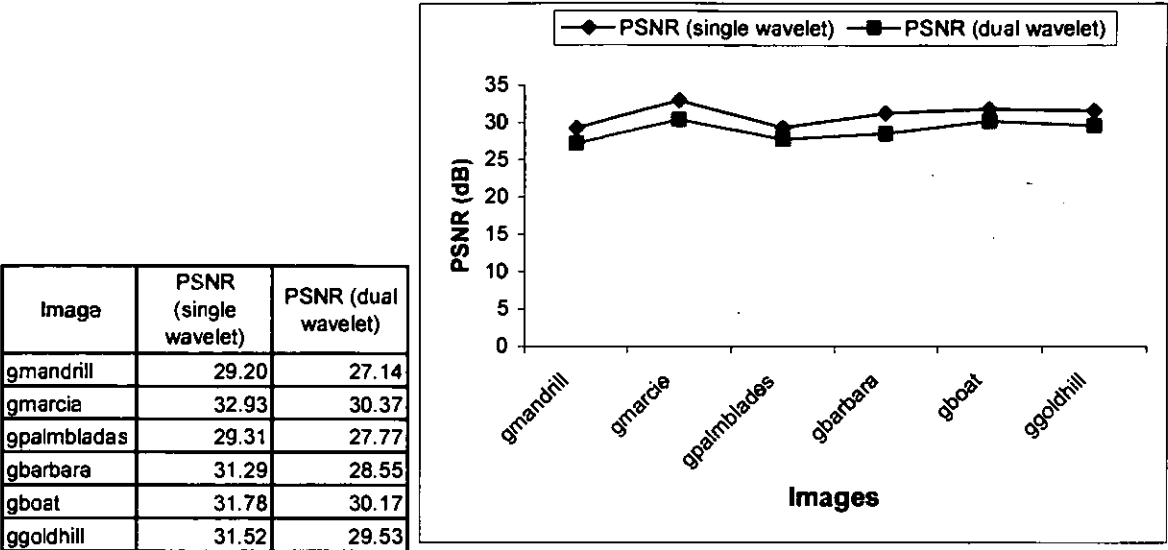 Image PSNR (single wavelet) PSNR (dual wavelet)
gmandrill 29.20 27.14
gmarcia 32.93 30.37
gpalmbladas 29.31 27.77
gbarbara 31.29 28.55
gboat 31.78 30.17
ggoldhill 31.52 29.53
PSNR (single wavelet) PSNR (dual wavelet)
PSNR (dB)
35
30
25
20
15
10
5
0
gmandrill
gmarcie
gpalmblades
gbarbara
gboat
ggoldhill
Images